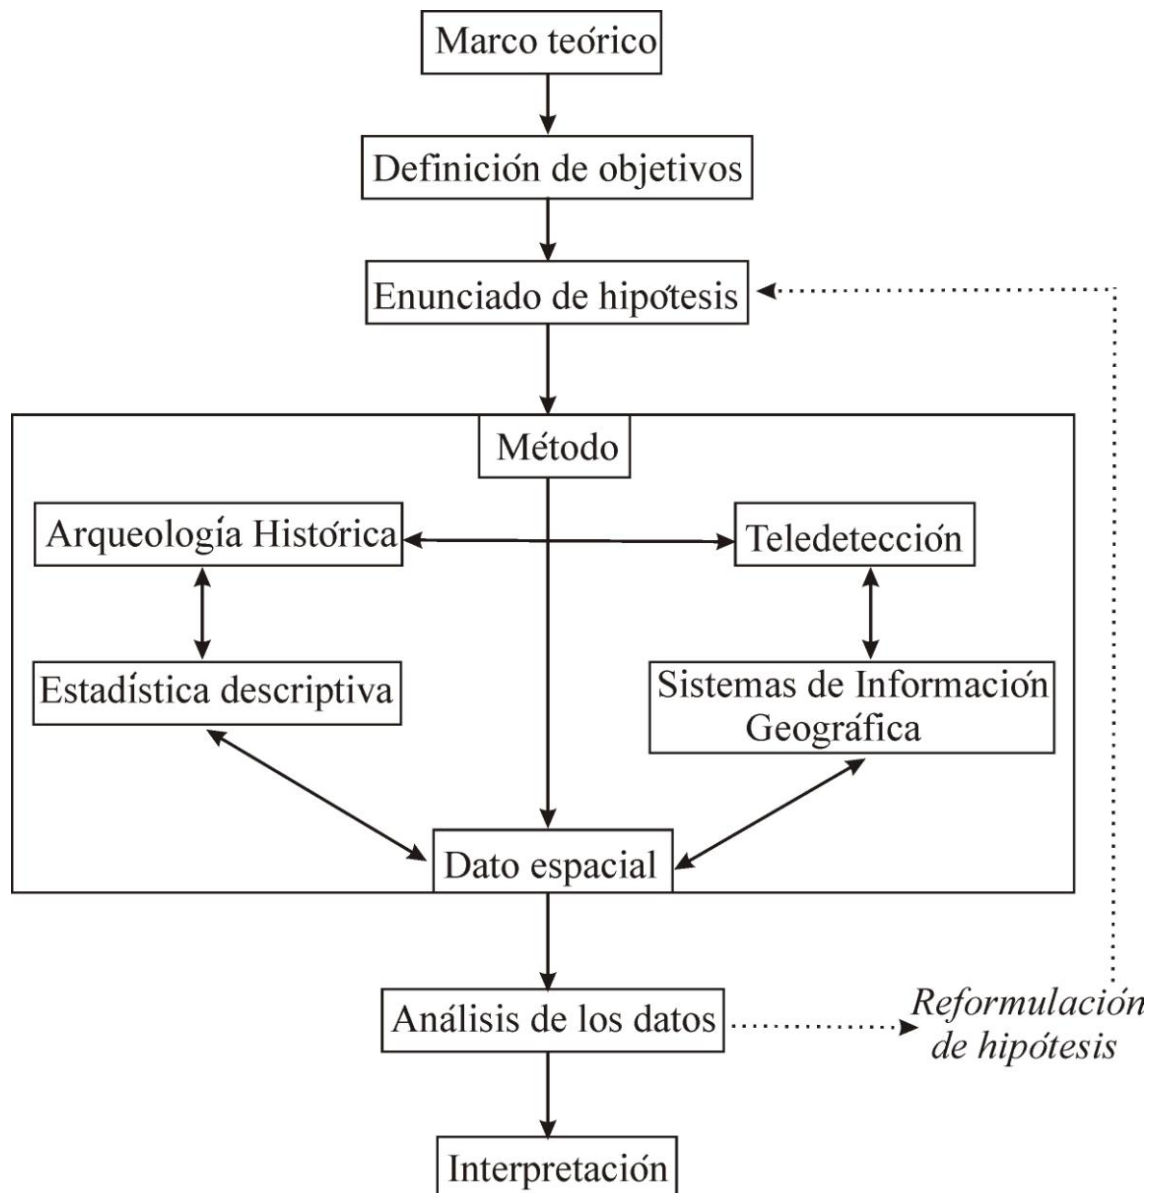 Marco teórico
Definición de objetivos
Enunciado de hipótesis
Método
Arqueología Histórica
Teledetección
Estadística descriptiva
Sistemas de Información
Geográfica
Dato espacial
Análisis de los datos
Reformulación
de hipótesis
Interpretación